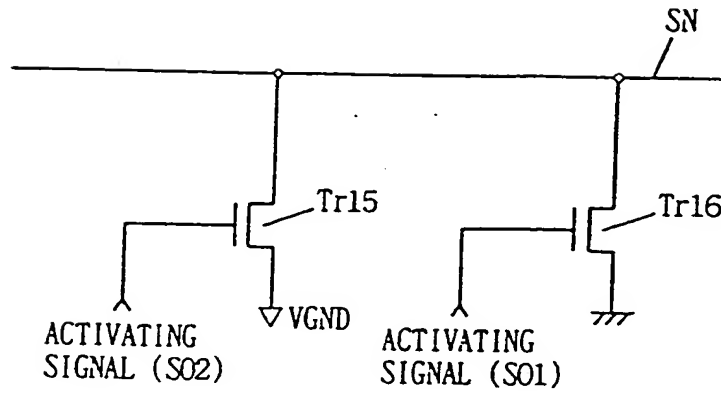 SN
Tr15
Tr16
VGND
ACTIVATING
SIGNAL (SO2)
ACTIVATING
SIGNAL (SO1)